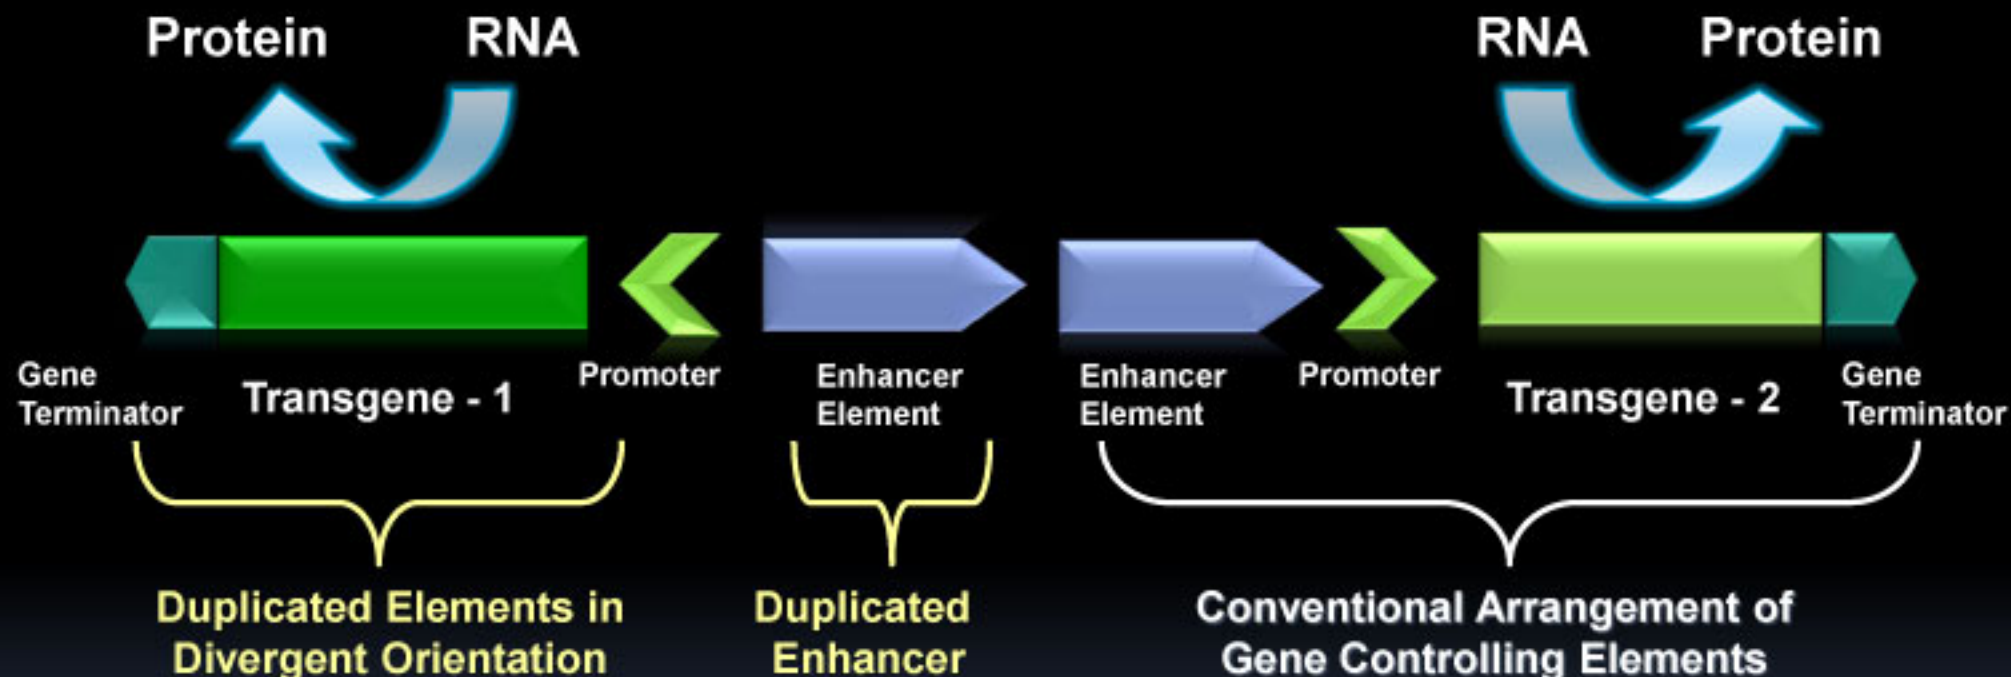 Protein RNA RNA Protein
Gene
Terminator
Transgene - 1
Promoter
Enhancer
Element
Enhancer
Element
Promoter
Transgene - 2
Gene
Terminator
Duplicated Elements in
Divergent Orientation
Duplicated
Enhancer
Conventional Arrangement of
Gene Controlling Elements